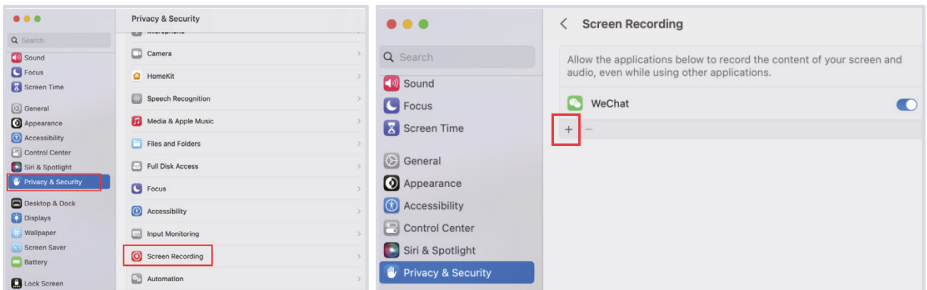 Privacy & Security
Search
Sound
Focus
Screen Time
General
Appearance
Accessibility
Control Center
Siri & Spotlight
Privacy & Security
Desktop & Dock
Displays
Wallpaper
Screen Saver
Battery
Lock Screen
Microphone
Camera
HomeKit
Speech Recognition
Media & Apple Music
Files and Folders
Full Disk Access
Focus
Accessibility
Input Monitoring
Screen Recording
Automation
Search
Sound
Focus
Screen Time
General
Appearance
Accessibility
Control Center
Siri & Spotlight
Privacy & Security
Screen Recording
Allow the applications below to record the content of your screen and
audio, even while using other applications.
WeChat